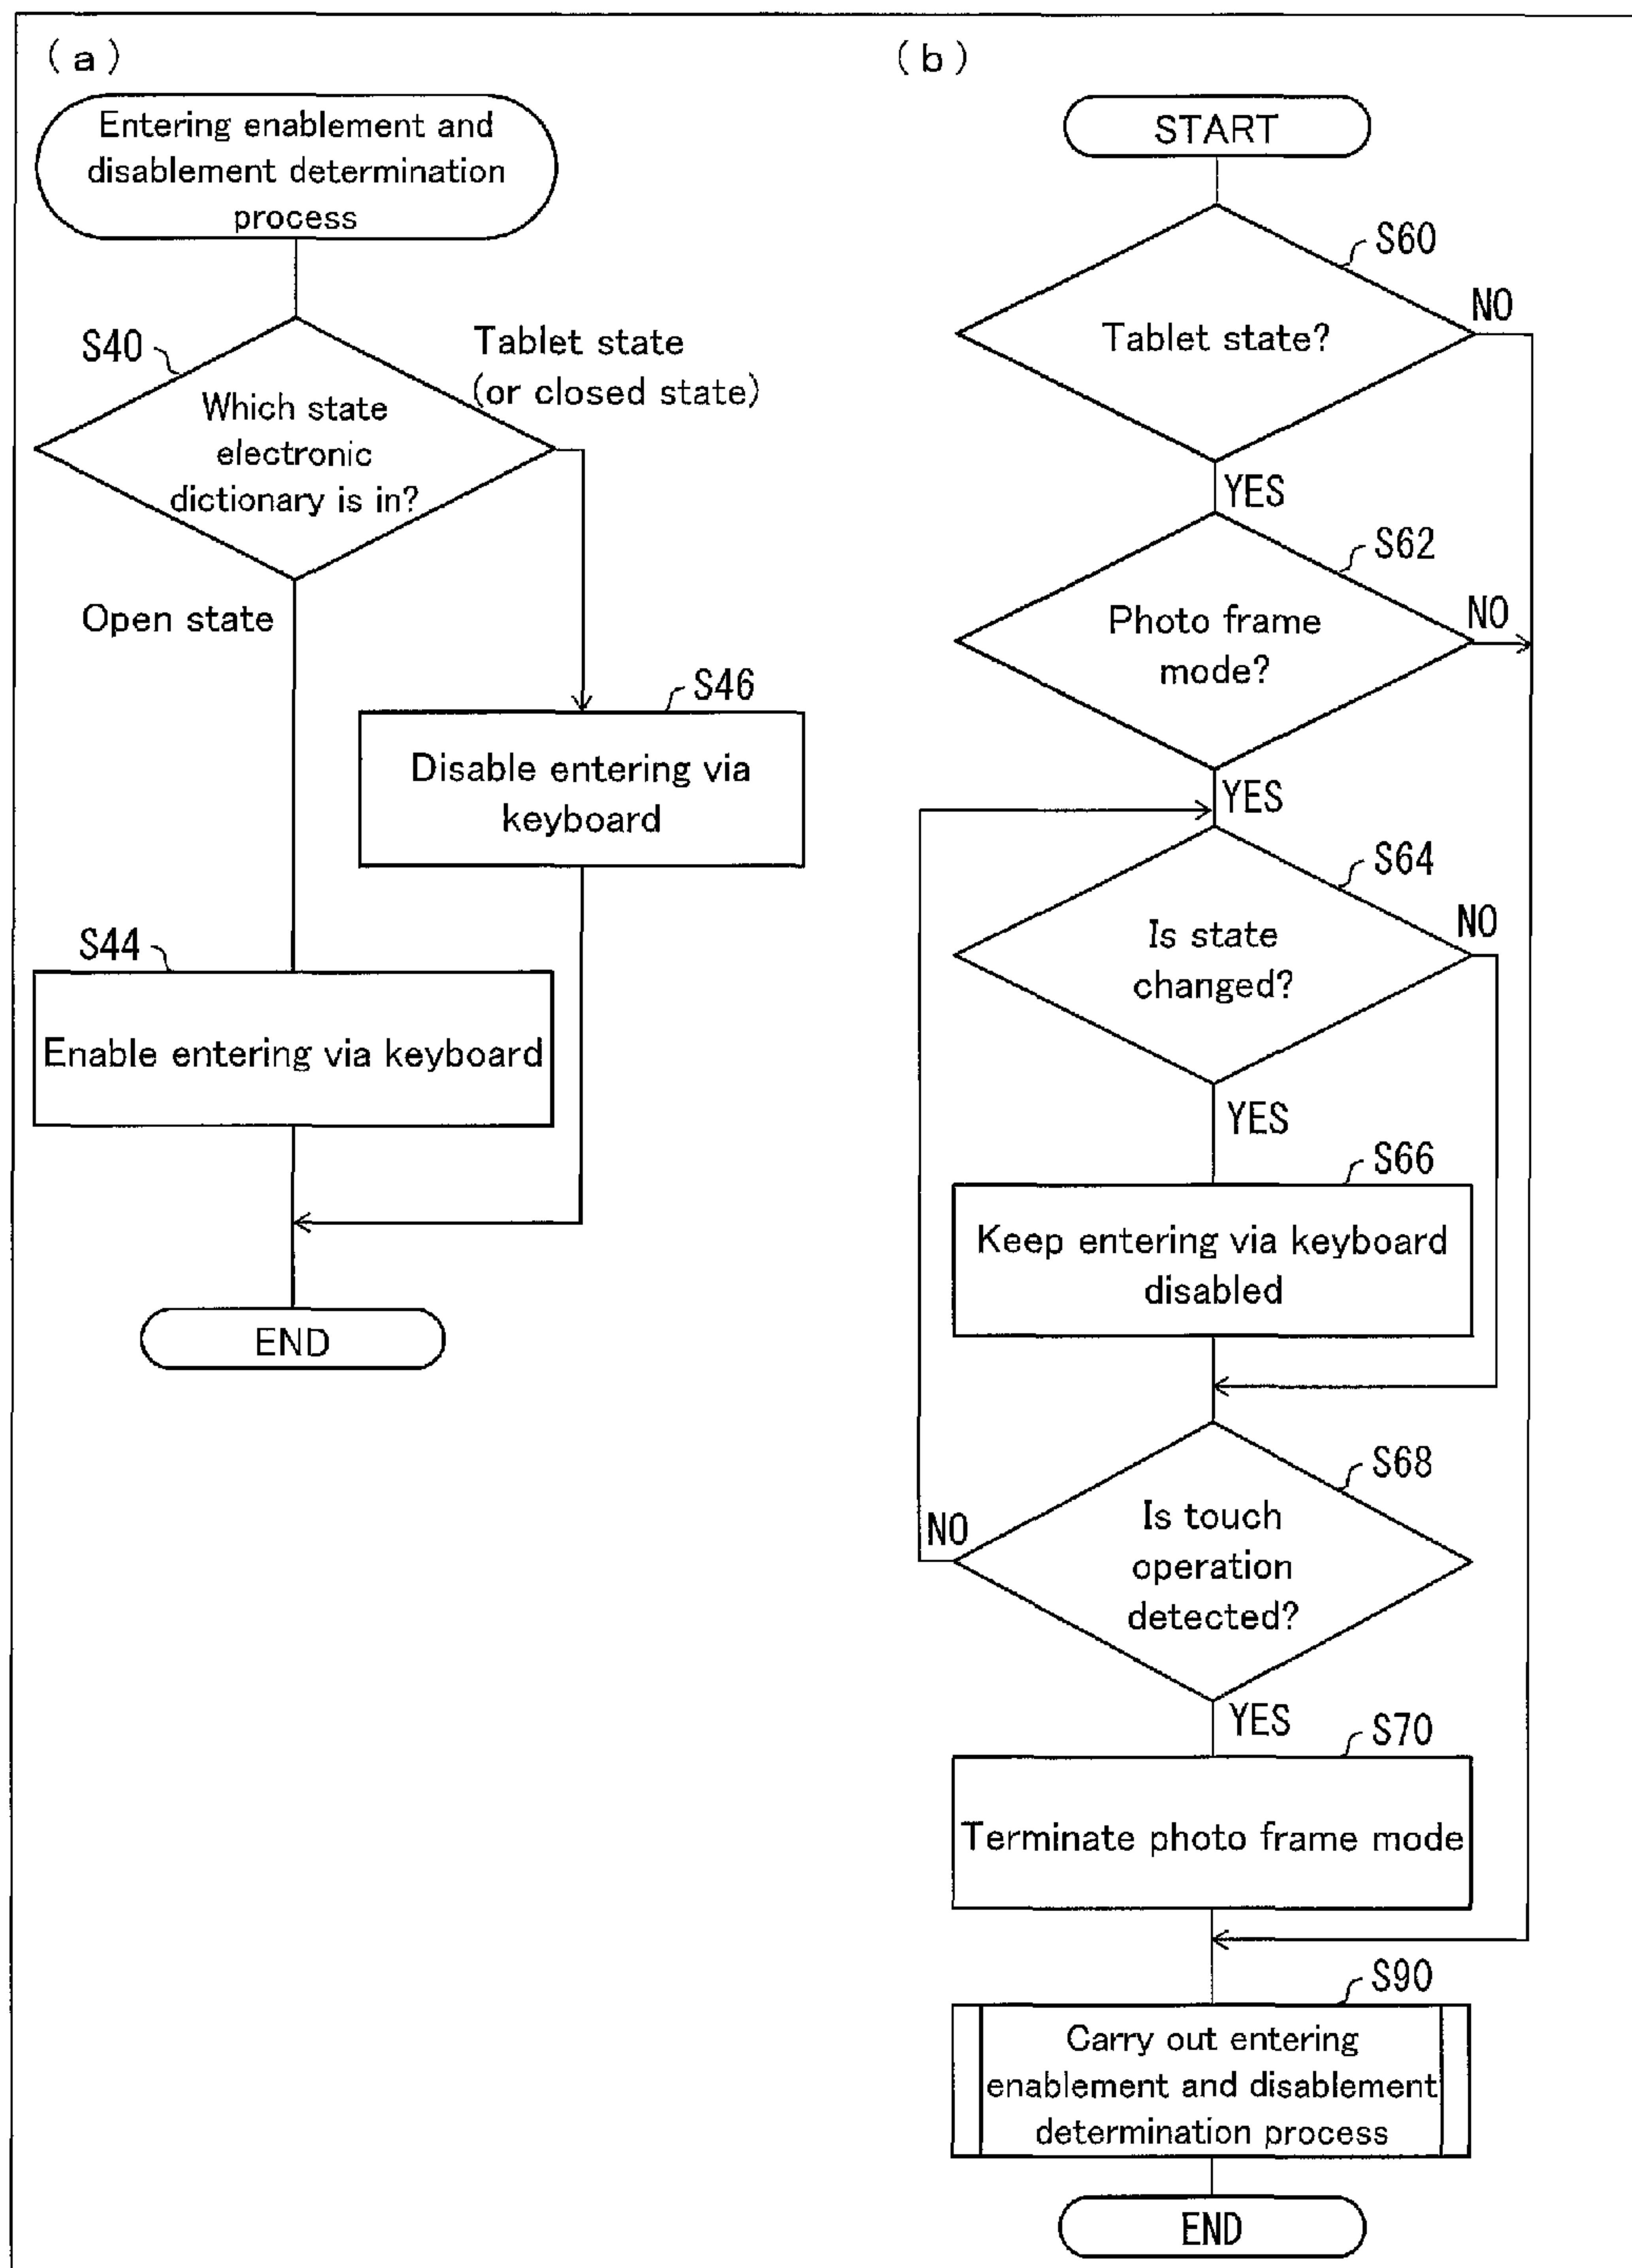 (a)
Entering enablement and
disablement determination
process
S40
Tablet state
(or closed state)
Which state
electronic
dictionary is in?
Open state
S46
Disable entering via
keyboard
S44
Enable entering via keyboard
END
(b)
START
S60
NO
Tablet state?
YES
S62
NO
Photo frame
mode?
YES
S64
NO
Is state
changed?
YES
S66
Keep entering via keyboard
disabled
S68
NO
Is touch
operation
detected?
YES
S70
Terminate photo frame mode
S90
Carry out entering
enablement and disablement
determination process
END